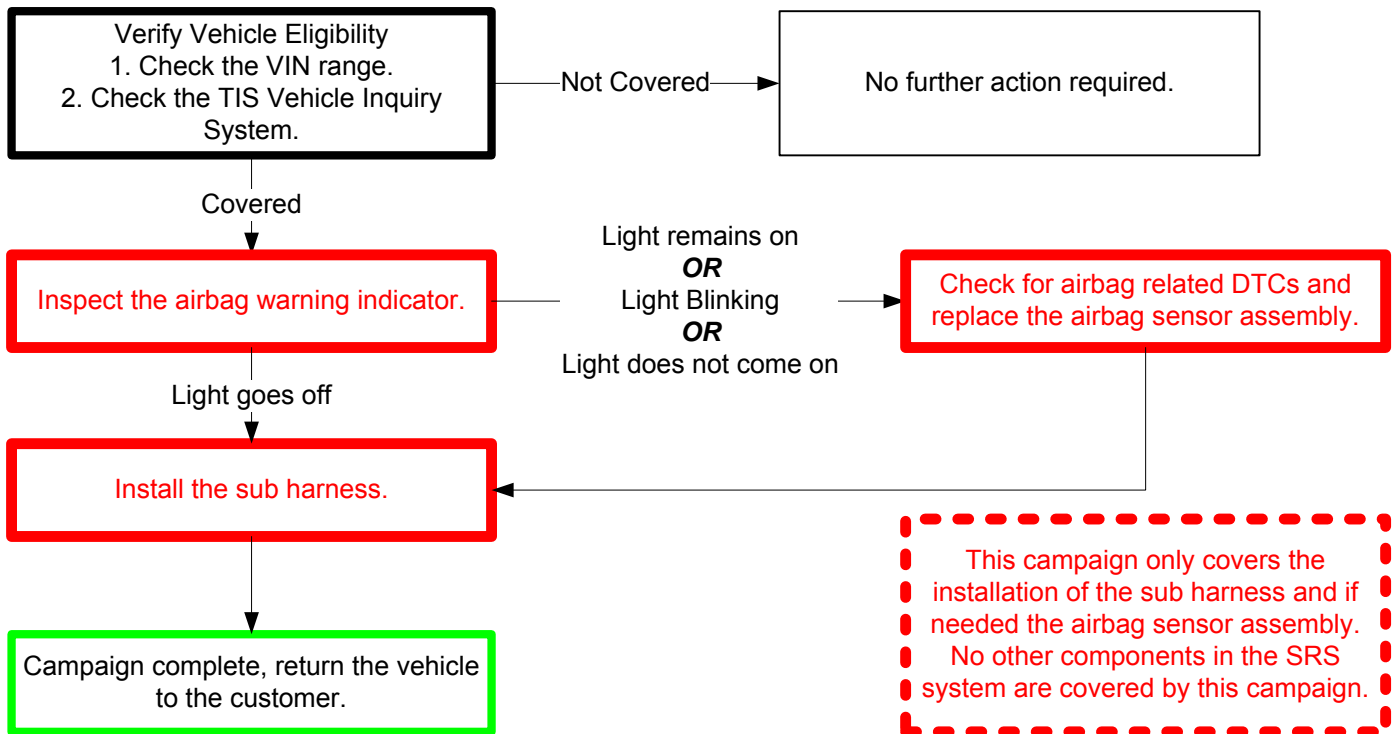 Verify Vehicle Eligibility
1. Check the VIN range.
2. Check the TIS Vehicle Inquiry
System.
Not Covered
No further action required.
Covered
Inspect the airbag warning indicator.
Light remains on
OR
Light Blinking
OR
Light does not come on
Check for airbag related DTCs and
replace the airbag sensor assembly.
Light goes off
Install the sub harness.
This campaign only covers the
installation of the sub harness and if
needed the airbag sensor assembly.
No other components in the SRS
system are covered by this campaign.
Campaign complete, return the vehicle
to the customer.